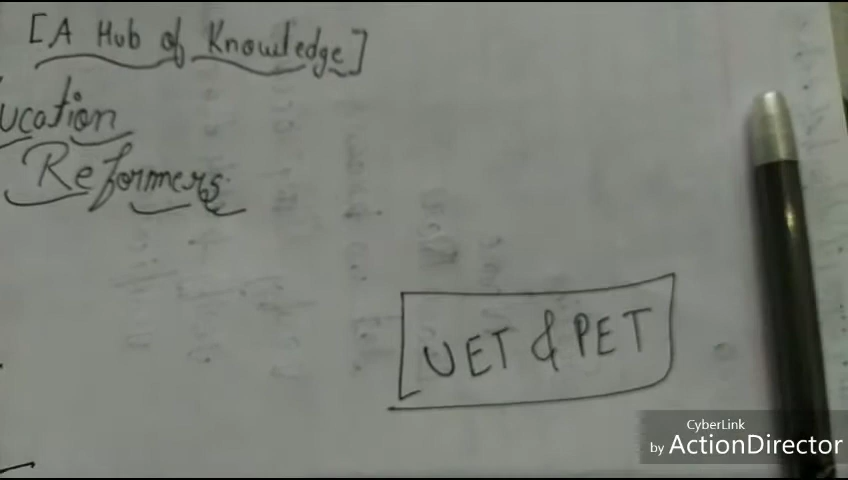 [A Hub of Knowledge]
ucation
Reformers
UET & PET
CyberLink
by ActionDirector